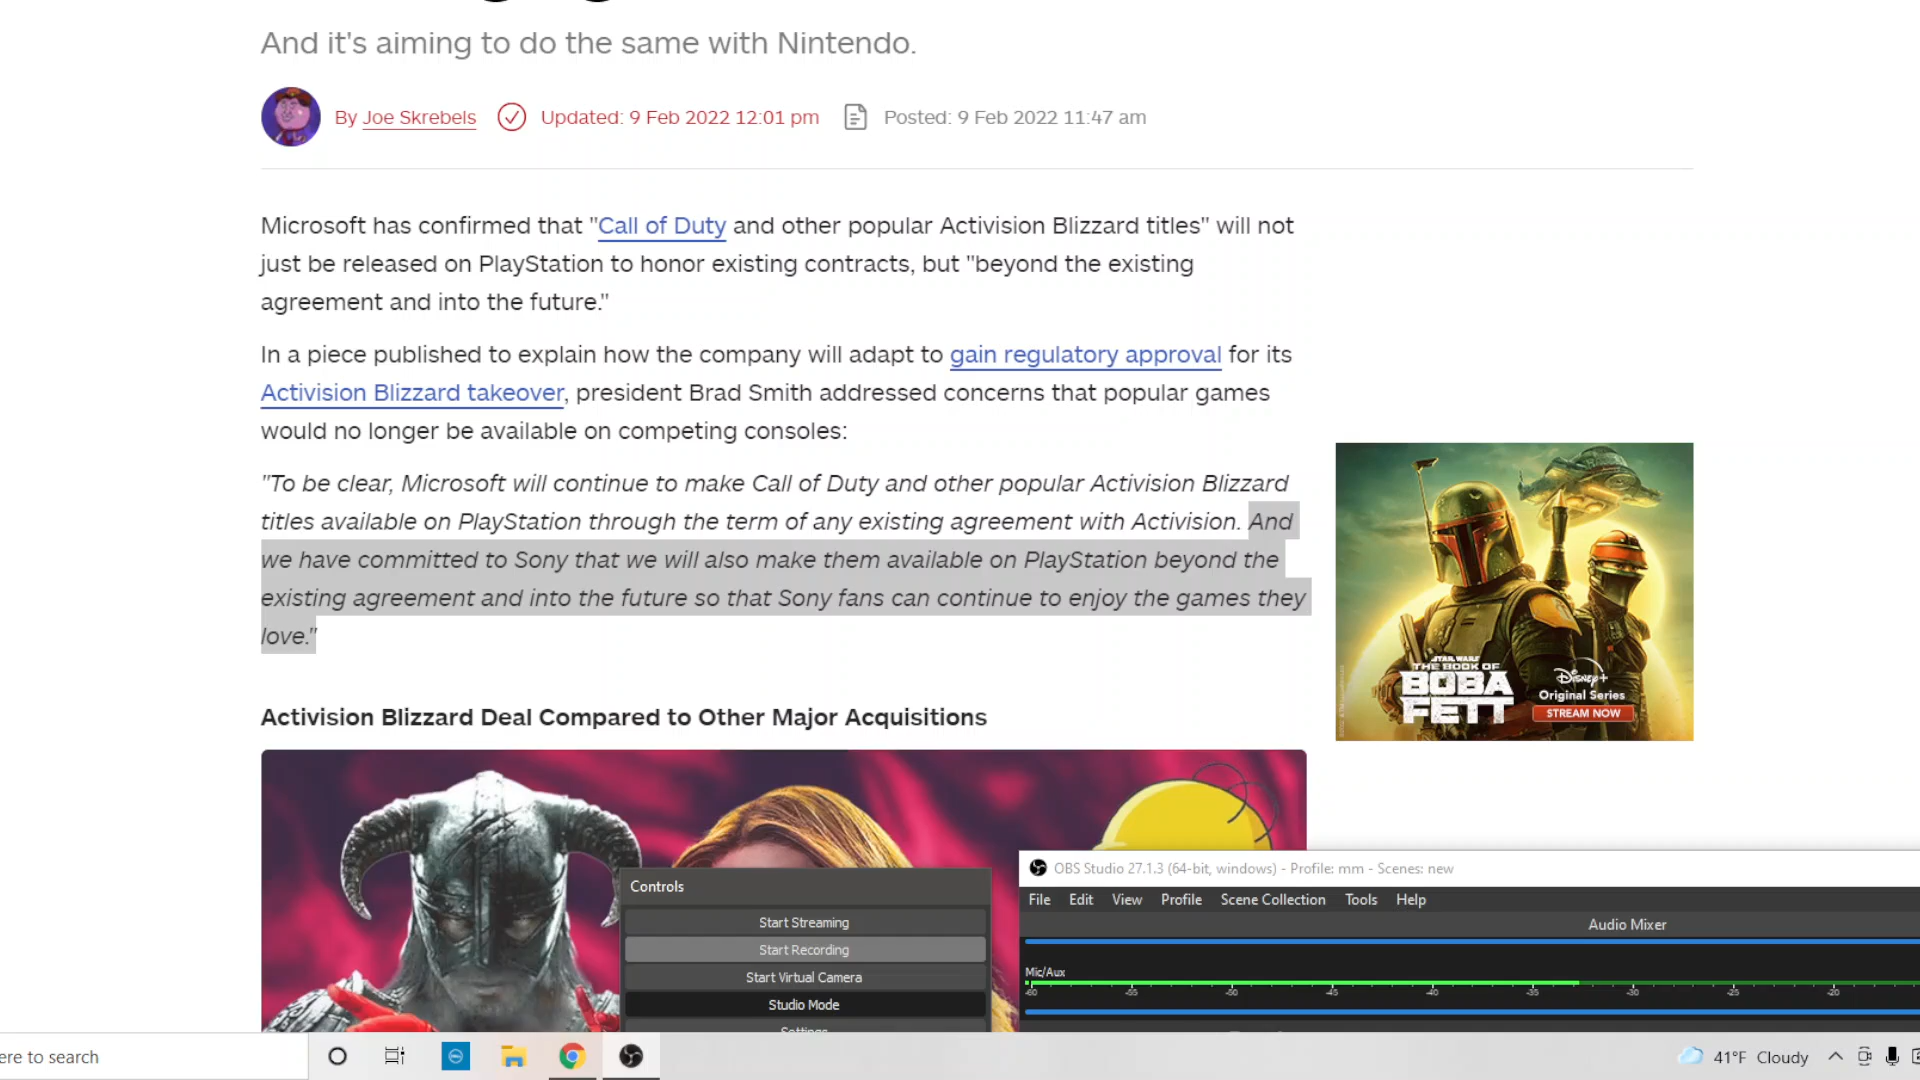 And it's aiming to do the same with Nintendo.
By Joe Skrebels Updated: 9 Feb 2022 12:01 pm Posted: 9 Feb 2022 11:47 am
Microsoft has confirmed that "Call of Duty and other popular Activision Blizzard titles" will not
just be released on PlayStation to honor existing contracts, but "beyond the existing
agreement and into the future."
In a piece published to explain how the company will adapt to gain regulatory approval for its
Activision Blizzard takeover, president Brad Smith addressed concerns that popular games
would no longer be available on competing consoles:
"To be clear, Microsoft will continue to make Call of Duty and other popular Activision Blizzard
titles available on PlayStation through the term of any existing agreement with Activision. And
we have committed to Sony that we will also make them available on PlayStation beyond the
existing agreement and into the future so that Sony fans can continue to enjoy the games they
love."
STAR WARS
THE BOOK OF
BOBA
FETT
Disney+
Original Series
STREAM NOW
Activision Blizzard Deal Compared to Other Major Acquisitions
Controls
Start Streaming
Start Recording
Start Virtual Camera
Studio Mode
Settings
OBS Studio 27.1.3 (64-bit, windows) - Profile: mm - Scenes: new
File Edit View Profile Scene Collection Tools Help
Audio Mixer
Mic/Aux
-60 -55 -50 -45 -40 -35 -30 -25 -20
ere to search
41°F Cloudy